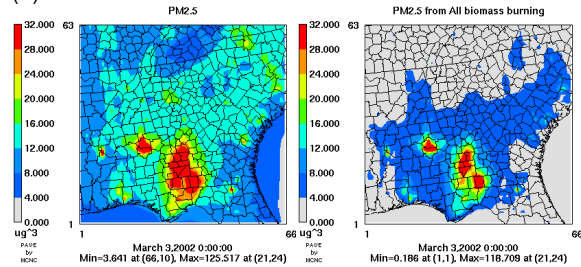 PM2.5
63
32.000
28.000
24.000
20.000
16.000
12.000
8.000
4.000
0.000
ug^3
PAVE
by
MCNC
1
1
66
March 3,2002 0:00:00
Min=3.641 at (66,10), Max=125.517 at (21,24)
PM2.5 from All biomass burning
63
32.000
28.000
24.000
20.000
16.000
12.000
8.000
4.000
0.000
ug^3
PAVE
by
MCNC
1
1
66
March 3,2002 0:00:00
Min=0.186 at (1,1), Max=118.709 at (21,24)